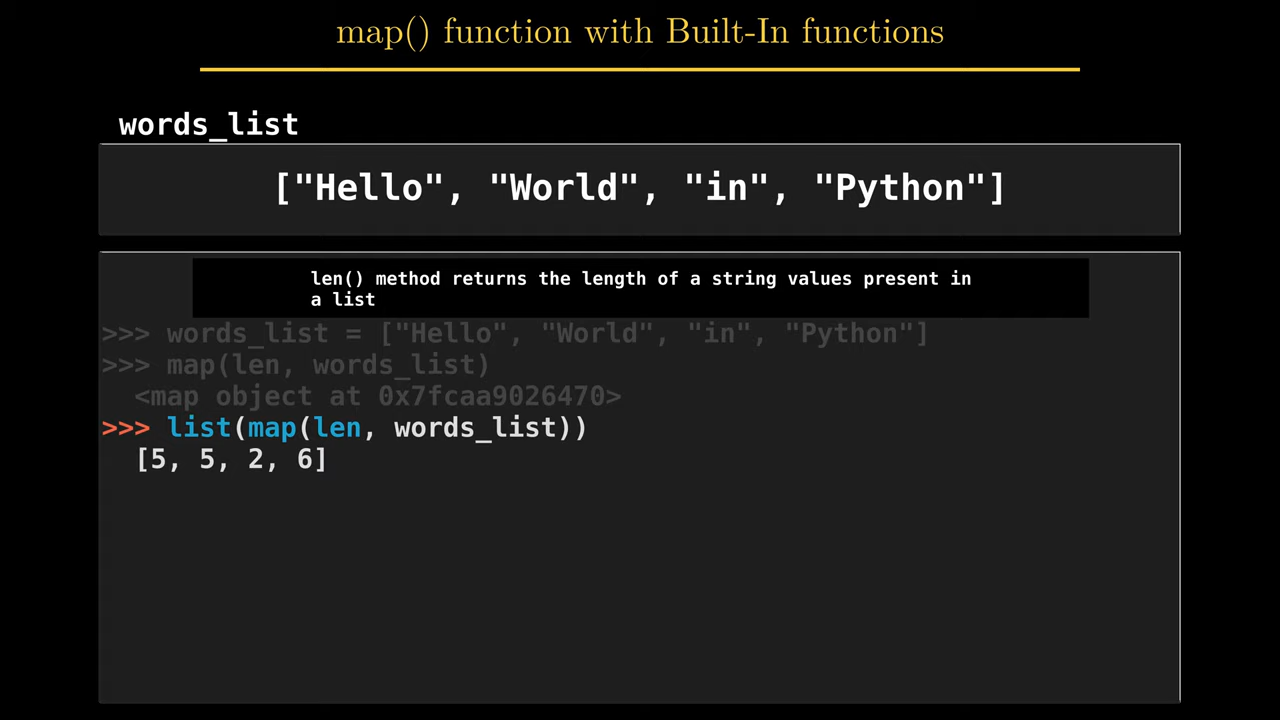 map() function with Built-In functions
words_list
["Hello", "World", "in", "Python"]
len() method returns the length of a string values present in
a list
>>> words_list = ["Hello", "World", "in", "Python"]
>>> map(len, words_list)
<map object at 0x7fcaa9026470>
>>> list(map(len, words_list))
[5, 5, 2, 6]